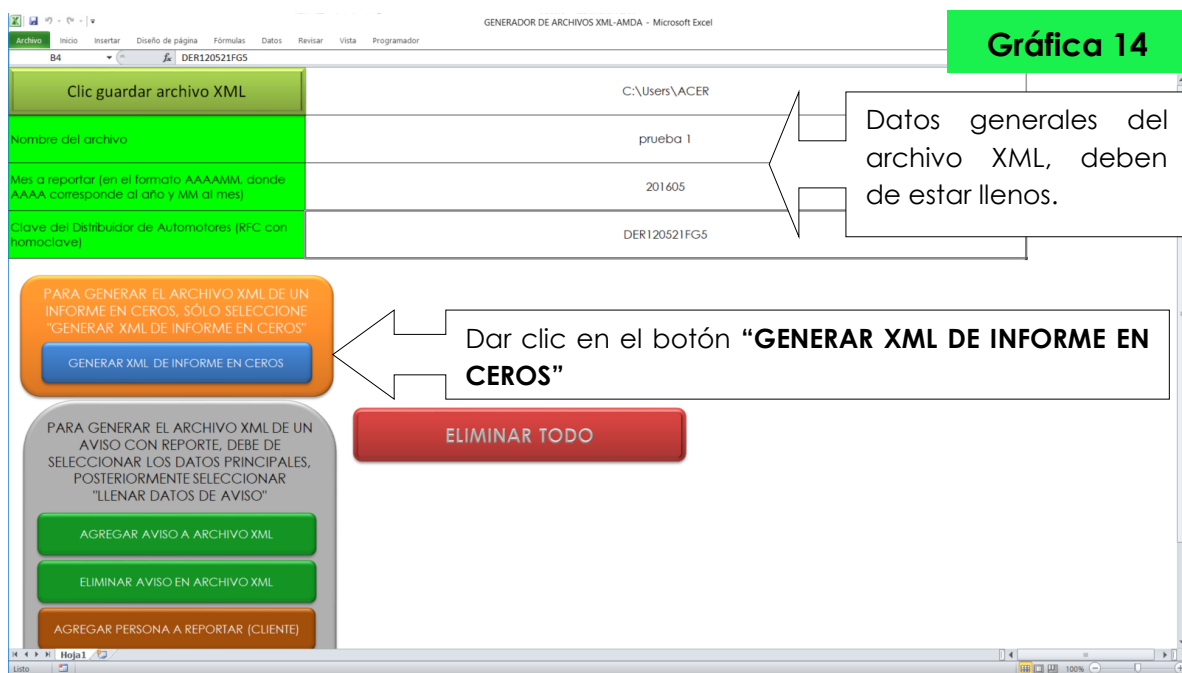 GENERADOR DE ARCHIVOS XML-AMDA - Microsoft Excel
Archivo Inicio Insertar Diseño de página Fórmulas Datos Revisar Vista Programador
B4 fx DER120521FG5
Gráfica 14
Clic guardar archivo XML
C:\Users\ACER
Nombre del archivo
prueba 1
Mes a reportar (en el formato AAAAMM, donde
AAAA corresponde al año y MM al mes)
201605
Clave del Distribuidor de Automotores (RFC con
homoclave)
DER120521FG5
Datos generales del
archivo XML, deben
de estar llenos.
PARA GENERAR EL ARCHIVO XML DE UN
INFORME EN CEROS, SÓLO SELECCIONE
"GENERAR XML DE INFORME EN CEROS"
GENERAR XML DE INFORME EN CEROS
Dar clic en el botón “GENERAR XML DE INFORME EN
CEROS”
PARA GENERAR EL ARCHIVO XML DE UN
AVISO CON REPORTE, DEBE DE
SELECCIONAR LOS DATOS PRINCIPALES,
POSTERIORMENTE SELECCIONAR
"LLENAR DATOS DE AVISO"
ELIMINAR TODO
AGREGAR AVISO A ARCHIVO XML
ELIMINAR AVISO EN ARCHIVO XML
AGREGAR PERSONA A REPORTAR (CLIENTE)
Hoja1
Listo
100%